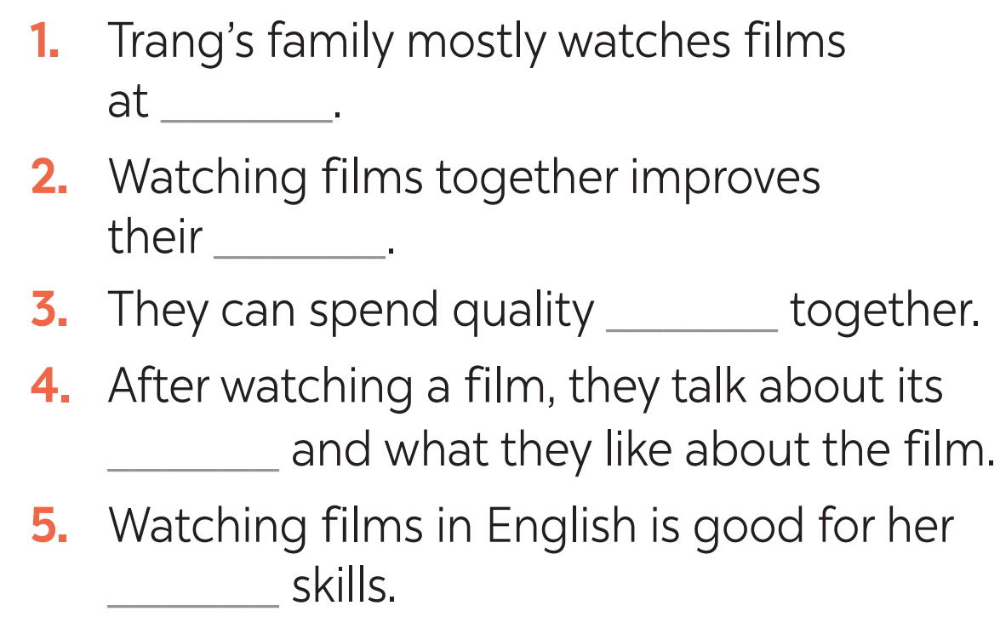 1. Trang's family mostly watches films
at ________.
2. Watching films together improves
their ________.
3. They can spend quality ________ together.
4. After watching a film, they talk about its
________ and what they like about the film.
5. Watching films in English is good for her
________ skills.